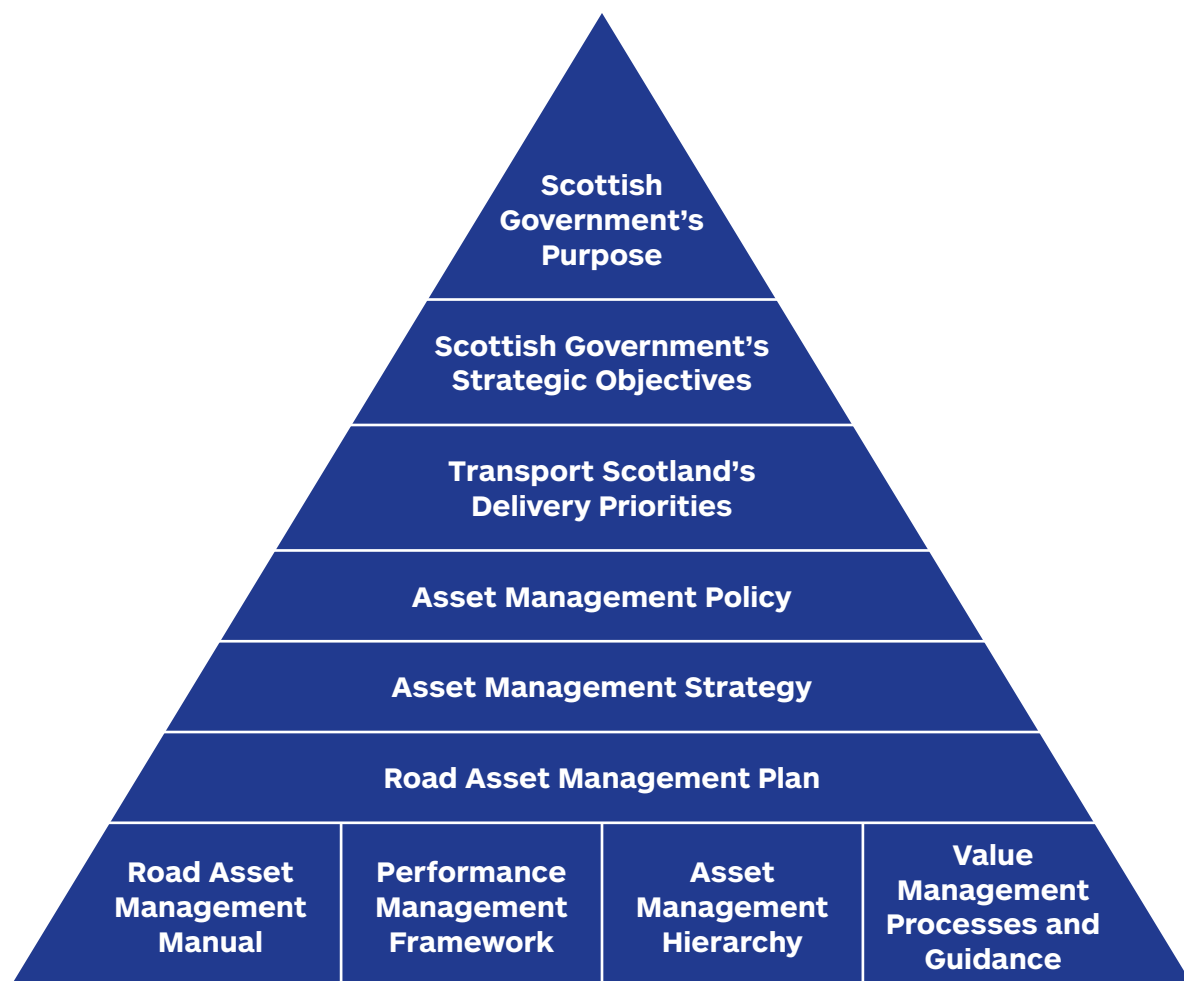 Scottish
Government’s
Purpose
Scottish Government’s
Strategic Objectives
Transport Scotland’s
Delivery Priorities
Asset Management Policy
Asset Management Strategy
Road Asset Management Plan
Road Asset
Management
Manual
Performance
Management
Framework
Asset
Management
Hierarchy
Value
Management
Processes and
Guidance